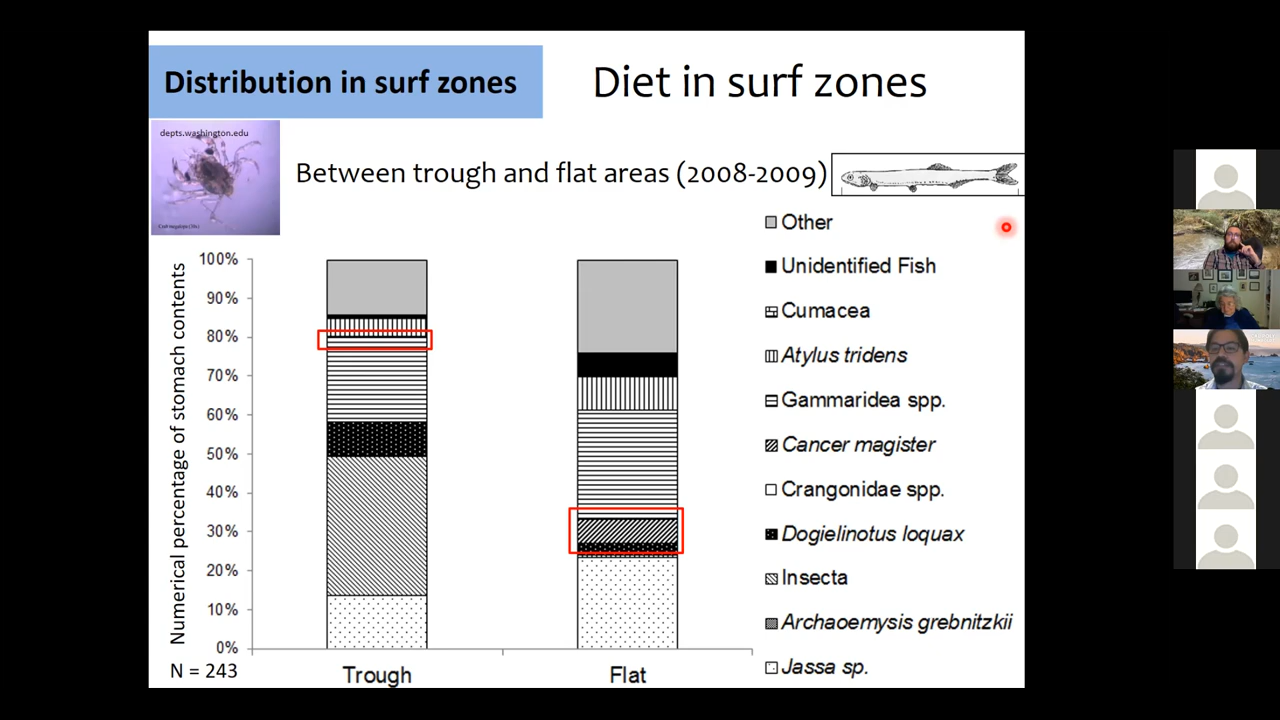 Distribution in surf zones
Diet in surf zones
depts.washington.edu
Between trough and flat areas (2008-2009)
Numerical percentage of stomach contents
100%
90%
80%
70%
60%
50%
40%
30%
20%
10%
0%
Trough
Flat
N = 243
Other
Unidentified Fish
Cumacea
Atylus tridens
Gammaridea spp.
Cancer magister
Crangonidae spp.
Dogielinotus loquax
Insecta
Archaoemysis grebnitzkii
Jassa sp.